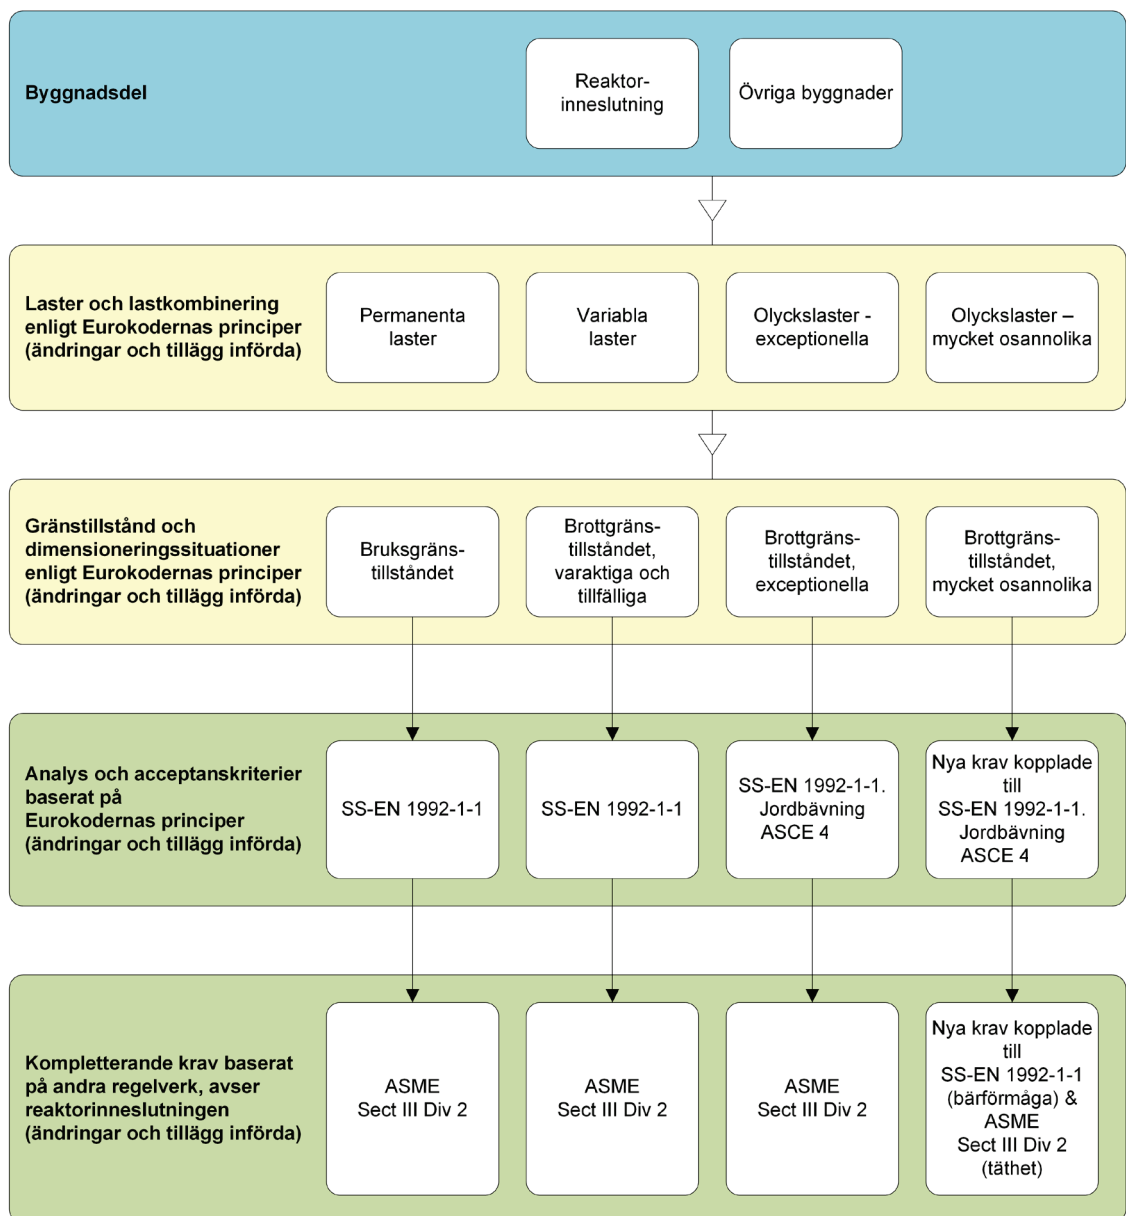 Byggnadsdel
Reaktor-
inneslutning
Övriga byggnader
Laster och lastkombinering
enligt Eurokodernas principer
(ändringar och tillägg införda)
Permanenta
laster
Variabla
laster
Olyckslaster -
exceptionella
Olyckslaster –
mycket osannolika
Gränstillstånd och
dimensioneringssituationer
enligt Eurokodernas principer
(ändringar och tillägg införda)
Bruksgräns-
tillståndet
Brottgräns-
tillståndet,
varaktiga och
tillfälliga
Brottgräns-
tillståndet,
exceptionella
Brottgräns-
tillståndet,
mycket osannolika
Analys och acceptanskriterier
baserat på
Eurokodernas principer
(ändringar och tillägg införda)
SS-EN 1992-1-1
SS-EN 1992-1-1
SS-EN 1992-1-1.
Jordbävning
ASCE 4
Nya krav kopplade
till
SS-EN 1992-1-1.
Jordbävning
ASCE 4
Kompletterande krav baserat
på andra regelverk, avser
reaktorinneslutningen
(ändringar och tillägg införda)
ASME
Sect III Div 2
ASME
Sect III Div 2
ASME
Sect III Div 2
Nya krav kopplade
till
SS-EN 1992-1-1
(bärförmåga) &
ASME
Sect III Div 2
(täthet)